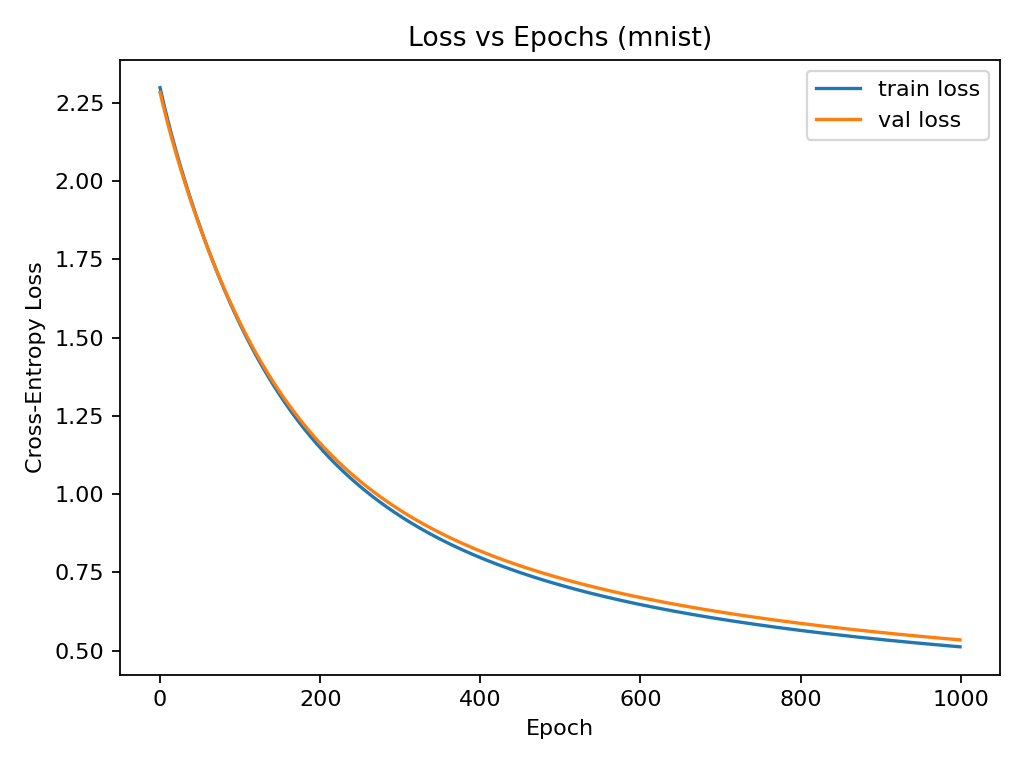 Loss vs Epochs (mnist)
train loss
val loss
Cross-Entropy Loss
2.25
2.00
1.75
1.50
1.25
1.00
0.75
0.50
0 200 400 600 800 1000
Epoch